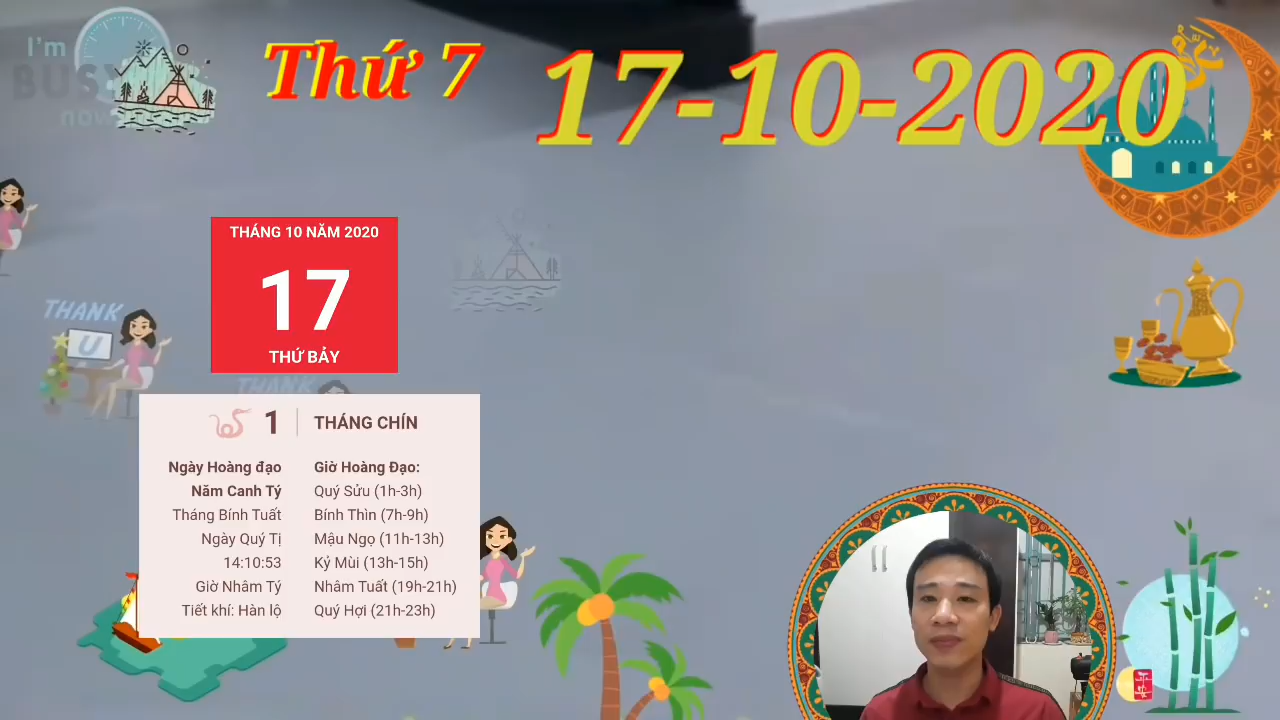 I'm
BUSY
now
Thứ 7
17-10-2020
THÁNG 10 NĂM 2020
17
THỨ BẢY
THANK
U
THANK
1
THÁNG CHÍN
Ngày Hoàng đạo
Năm Canh Tý
Tháng Bính Tuất
Ngày Quý Tị
14:10:53
Giờ Nhâm Tý
Tiết khí: Hàn lộ
Giờ Hoàng Đạo:
Quý Sửu (1h-3h)
Bính Thìn (7h-9h)
Mậu Ngọ (11h-13h)
Kỷ Mùi (13h-15h)
Nhâm Tuất (19h-21h)
Quý Hợi (21h-23h)